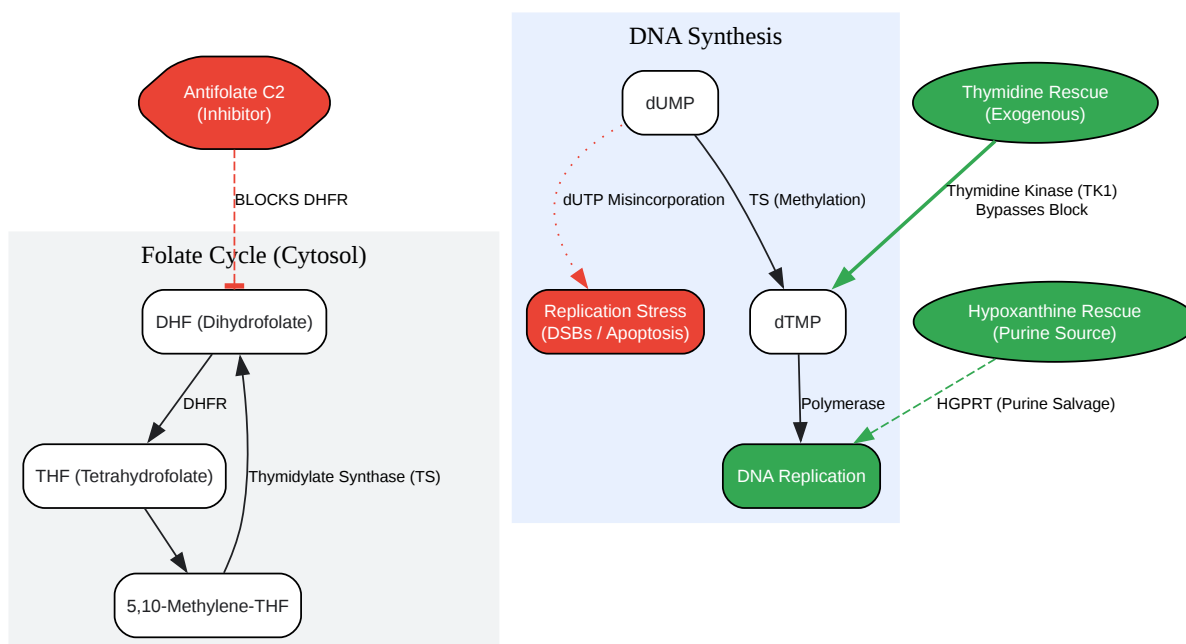 DNA Synthesis
Antifolate C2
(Inhibitor)
dUMP
Thymidine Rescue
(Exogenous)
BLOCKS DHFR
dUTP Misincorporation
TS (Methylation)
Thymidine Kinase (TK1)
Bypasses Block
Folate Cycle (Cytosol)
DHF (Dihydrofolate)
Replication Stress
(DSBs / Apoptosis)
dTMP
Hypoxanthine Rescue
(Purine Source)
DHFR
Polymerase
HGPRT (Purine Salvage)
THF (Tetrahydrofolate)
Thymidylate Synthase (TS)
DNA Replication
5,10-Methylene-THF